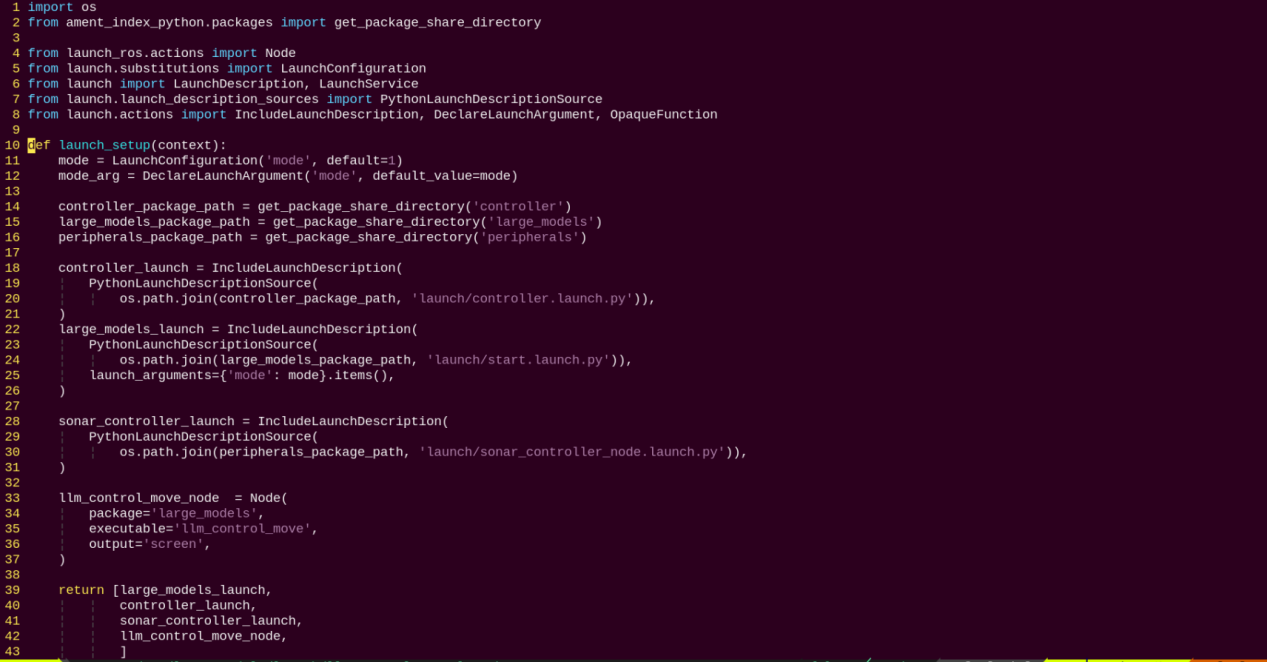 1 import os
2 from ament_index_python.packages import get_package_share_directory
3
4 from launch_ros.actions import Node
5 from launch.substitutions import LaunchConfiguration
6 from launch import LaunchDescription, LaunchService
7 from launch.launch_description_sources import PythonLaunchDescriptionSource
8 from launch.actions import IncludeLaunchDescription, DeclareLaunchArgument, OpaqueFunction
9
10 def launch_setup(context):
11     mode = LaunchConfiguration('mode', default=1)
12     mode_arg = DeclareLaunchArgument('mode', default_value=mode)
13
14     controller_package_path = get_package_share_directory('controller')
15     large_models_package_path = get_package_share_directory('large_models')
16     peripherals_package_path = get_package_share_directory('peripherals')
17
18     controller_launch = IncludeLaunchDescription(
19     ¦   PythonLaunchDescriptionSource(
20     ¦   ¦   os.path.join(controller_package_path, 'launch/controller.launch.py')),
21     )
22     large_models_launch = IncludeLaunchDescription(
23     ¦   PythonLaunchDescriptionSource(
24     ¦   ¦   os.path.join(large_models_package_path, 'launch/start.launch.py')),
25     ¦   launch_arguments={'mode': mode}.items(),
26     )
27
28     sonar_controller_launch = IncludeLaunchDescription(
29     ¦   PythonLaunchDescriptionSource(
30     ¦   ¦   os.path.join(peripherals_package_path, 'launch/sonar_controller_node.launch.py')),
31     )
32
33     llm_control_move_node  = Node(
34     ¦   package='large_models',
35     ¦   executable='llm_control_move',
36     ¦   output='screen',
37     )
38
39     return [large_models_launch,
40     ¦   ¦   controller_launch,
41     ¦   ¦   sonar_controller_launch,
42     ¦   ¦   llm_control_move_node,
43     ¦   ¦   ]